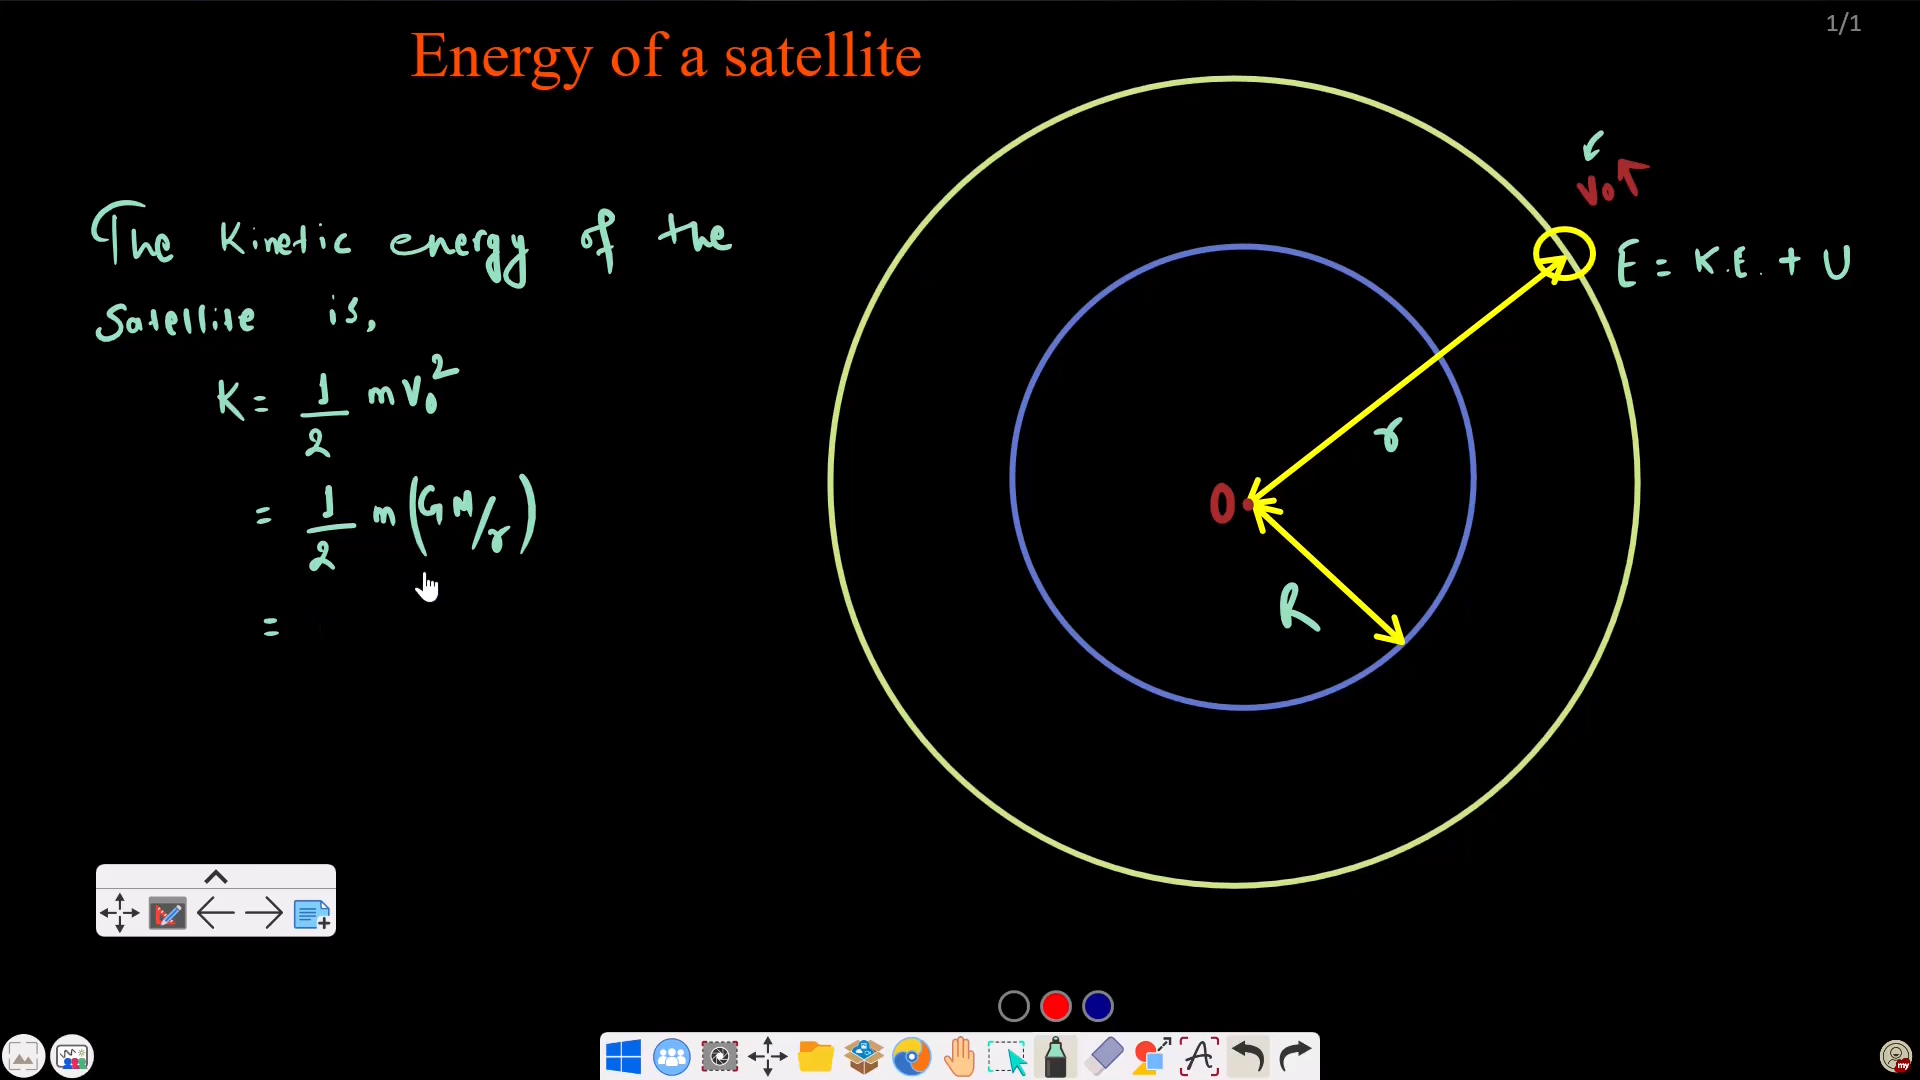 1/1
Energy of a satellite
The Kinetic energy of the
Satellite is,
K = 1/2 mv₀²
= 1/2 m(GM/r)
=
v₀
E = K.E. + U
r
O
R
my